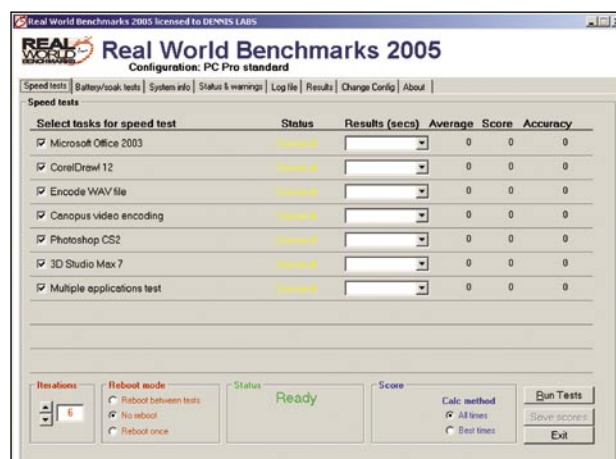 Real World Benchmarks 2005 licensed to DENNIS LABS
REAL WORLD BENCHMARKS
Real World Benchmarks 2005
Configuration: PC Pro standard
Speed tests Battery/soak tests System info Status & warnings Log file Results Change Config About
Speed tests
Select tasks for speed test Status Results (secs) Average Score Accuracy
Microsoft Office 2003 0 0 0
CorelDraw! 12 0 0 0
Encode WAV file 0 0 0
Canopus video encoding 0 0 0
Photoshop CS2 0 0 0
3D Studio Max 7 0 0 0
Multiple applications test 0 0 0
Iterations
6
Reboot mode
Reboot between tests
No reboot
Reboot once
Status
Ready
Score
Calc method
All times
Best times
Run Tests
Save scores
Exit